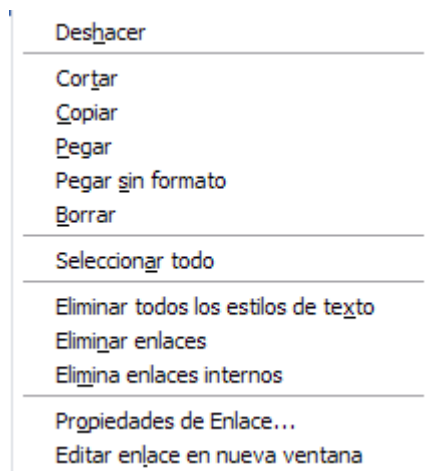 Deshacer
Cortar
Copiar
Pegar
Pegar sin formato
Borrar
Seleccionar todo
Eliminar todos los estilos de texto
Eliminar enlaces
Elimina enlaces internos
Propiedades de Enlace...
Editar enlace en nueva ventana